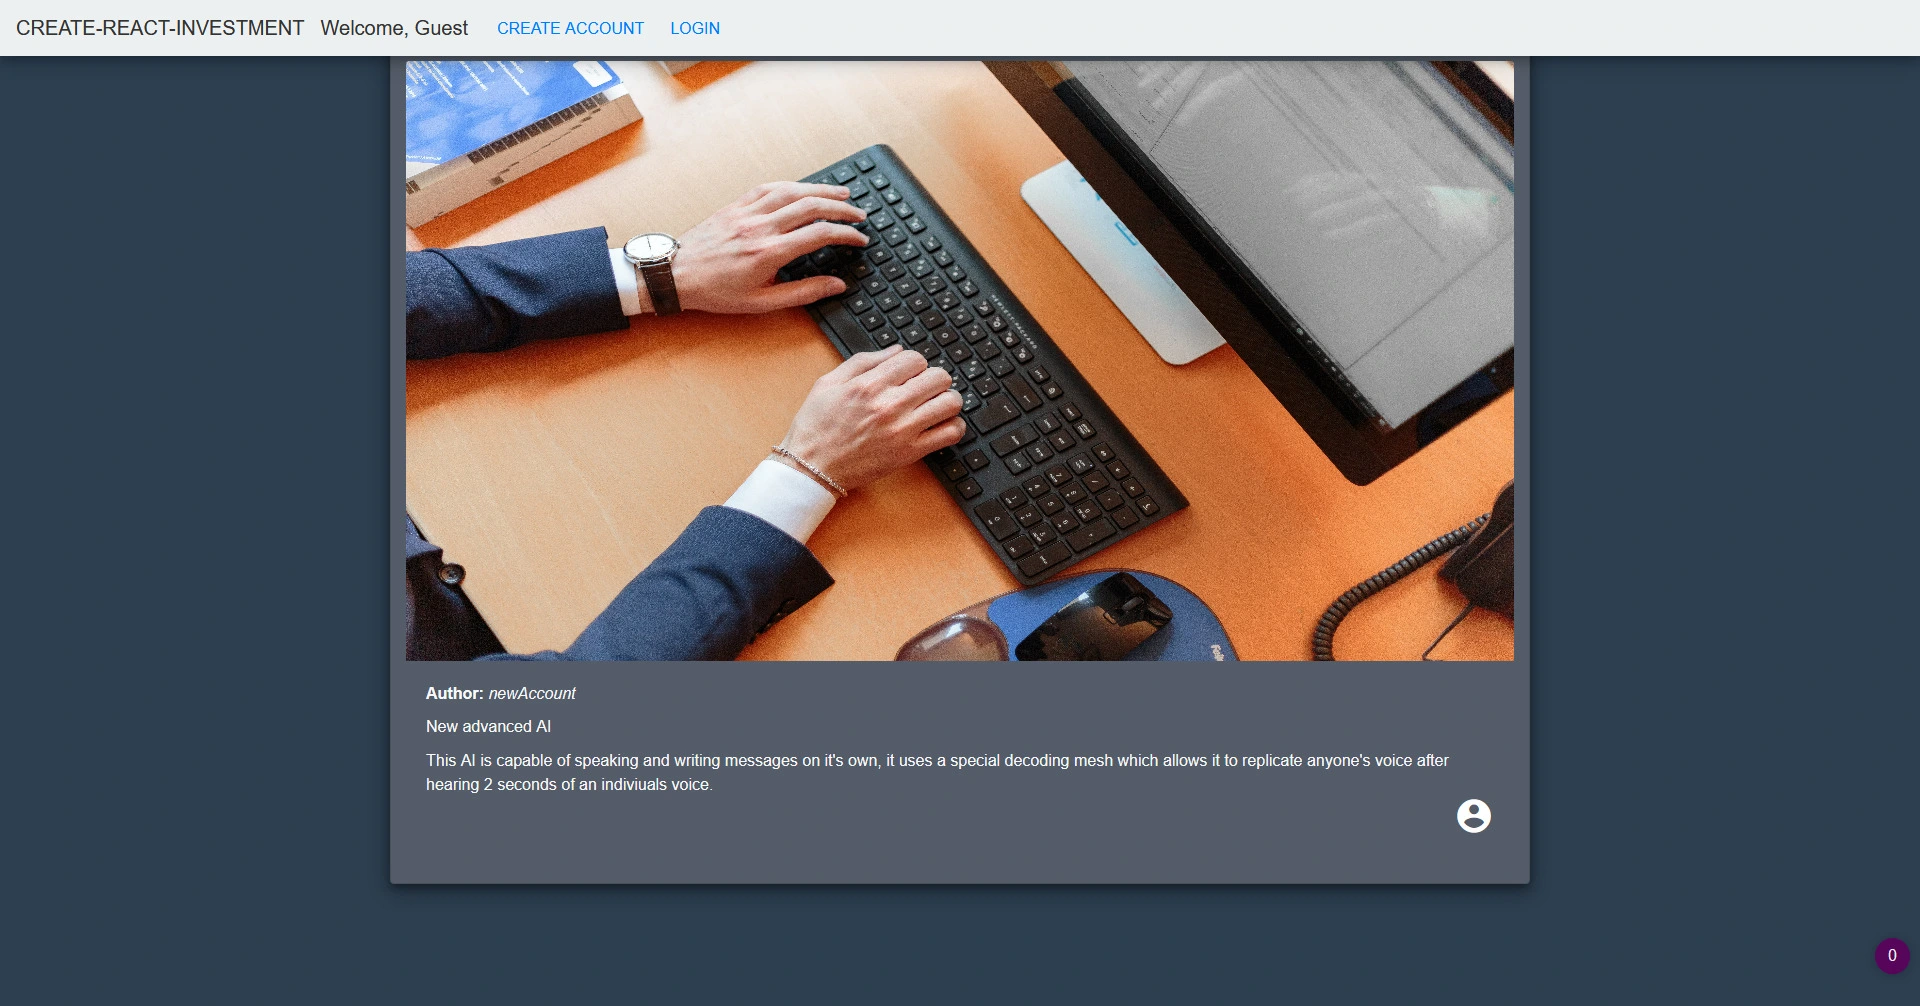 CREATE-REACT-INVESTMENT Welcome, Guest CREATE ACCOUNT LOGIN
Author: newAccount
New advanced AI
This AI is capable of speaking and writing messages on it's own, it uses a special decoding mesh which allows it to replicate anyone's voice after
hearing 2 seconds of an indiviuals voice.
0